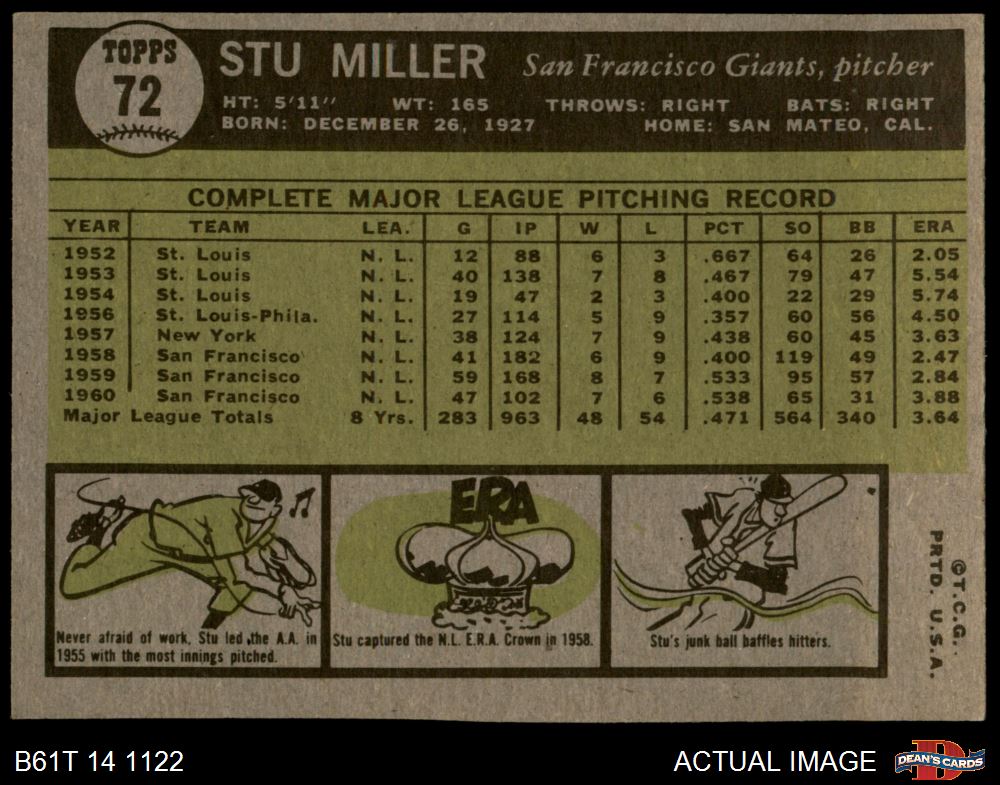 TOPPS
72
STU MILLER San Francisco Giants, pitcher
HT: 5'11" WT: 165 THROWS: RIGHT BATS: RIGHT
BORN: DECEMBER 26, 1927 HOME: SAN MATEO, CAL.
COMPLETE MAJOR LEAGUE PITCHING RECORD
YEAR TEAM LEA. G IP W L PCT SO BB ERA
1952 St. Louis N. L. 12 88 6 3 .667 64 26 2.05
1953 St. Louis N. L. 40 138 7 8 .467 79 47 5.54
1954 St. Louis N. L. 19 47 2 3 .400 22 29 5.74
1956 St. Louis-Phila. N. L. 27 114 5 9 .357 60 56 4.50
1957 New York N. L. 38 124 7 9 .438 60 45 3.63
1958 San Francisco N. L. 41 182 6 9 .400 119 49 2.47
1959 San Francisco N. L. 59 168 8 7 .533 95 57 2.84
1960 San Francisco N. L. 47 102 7 6 .538 65 31 3.88
Major League Totals 8 Yrs. 283 963 48 54 .471 564 340 3.64
ERA
Never afraid of work, Stu led the A.A. in
1955 with the most innings pitched.
Stu captured the N.L. E.R.A. Crown in 1958.
Stu's junk ball baffles hitters.
©T.C.G.
PRTD. U.S.A.
B61T 14 1122
ACTUAL IMAGE
DEAN'S CARDS